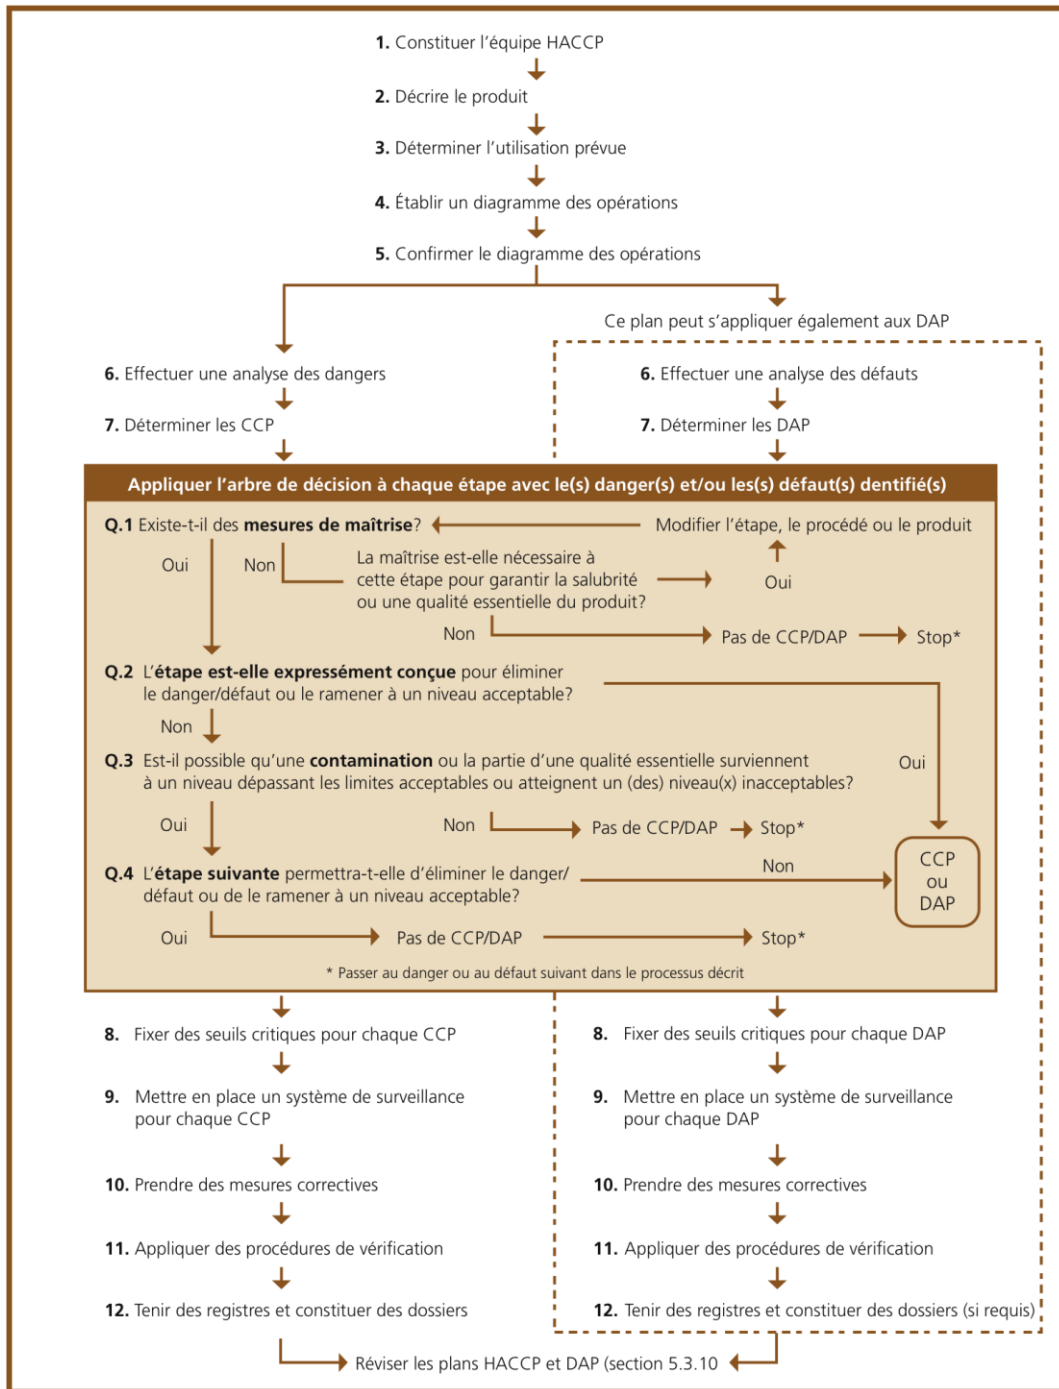 1. Constituer l’équipe HACCP
2. Décrire le produit
3. Déterminer l’utilisation prévue
4. Établir un diagramme des opérations
5. Confirmer le diagramme des opérations
Ce plan peut s’appliquer également aux DAP
6. Effectuer une analyse des dangers
6. Effectuer une analyse des défauts
7. Déterminer les CCP
7. Déterminer les DAP
Appliquer l’arbre de décision à chaque étape avec le(s) danger(s) et/ou les(s) défaut(s) dentifié(s)
Q.1 Existe-t-il des mesures de maîtrise?
Modifier l’étape, le procédé ou le produit
Oui
Non
La maîtrise est-elle nécessaire à
cette étape pour garantir la salubrité
ou une qualité essentielle du produit?
Oui
Non
Pas de CCP/DAP
Stop*
Q.2 L’étape est-elle expressément conçue pour éliminer
le danger/défaut ou le ramener à un niveau acceptable?
Non
Oui
Q.3 Est-il possible qu’une contamination ou la partie d’une qualité essentielle surviennent
à un niveau dépassant les limites acceptables ou atteignent un (des) niveau(x) inacceptables?
Oui
Non
Pas de CCP/DAP
Stop*
Q.4 L’étape suivante permettra-t-elle d’éliminer le danger/
défaut ou de le ramener à un niveau acceptable?
Non
CCP
ou
DAP
Oui
Pas de CCP/DAP
Stop*
* Passer au danger ou au défaut suivant dans le processus décrit
8. Fixer des seuils critiques pour chaque CCP
8. Fixer des seuils critiques pour chaque DAP
9. Mettre en place un système de surveillance
pour chaque CCP
9. Mettre en place un système de surveillance
pour chaque DAP
10. Prendre des mesures correctives
10. Prendre des mesures correctives
11. Appliquer des procédures de vérification
11. Appliquer des procédures de vérification
12. Tenir des registres et constituer des dossiers
12. Tenir des registres et constituer des dossiers (si requis)
Réviser les plans HACCP et DAP (section 5.3.10